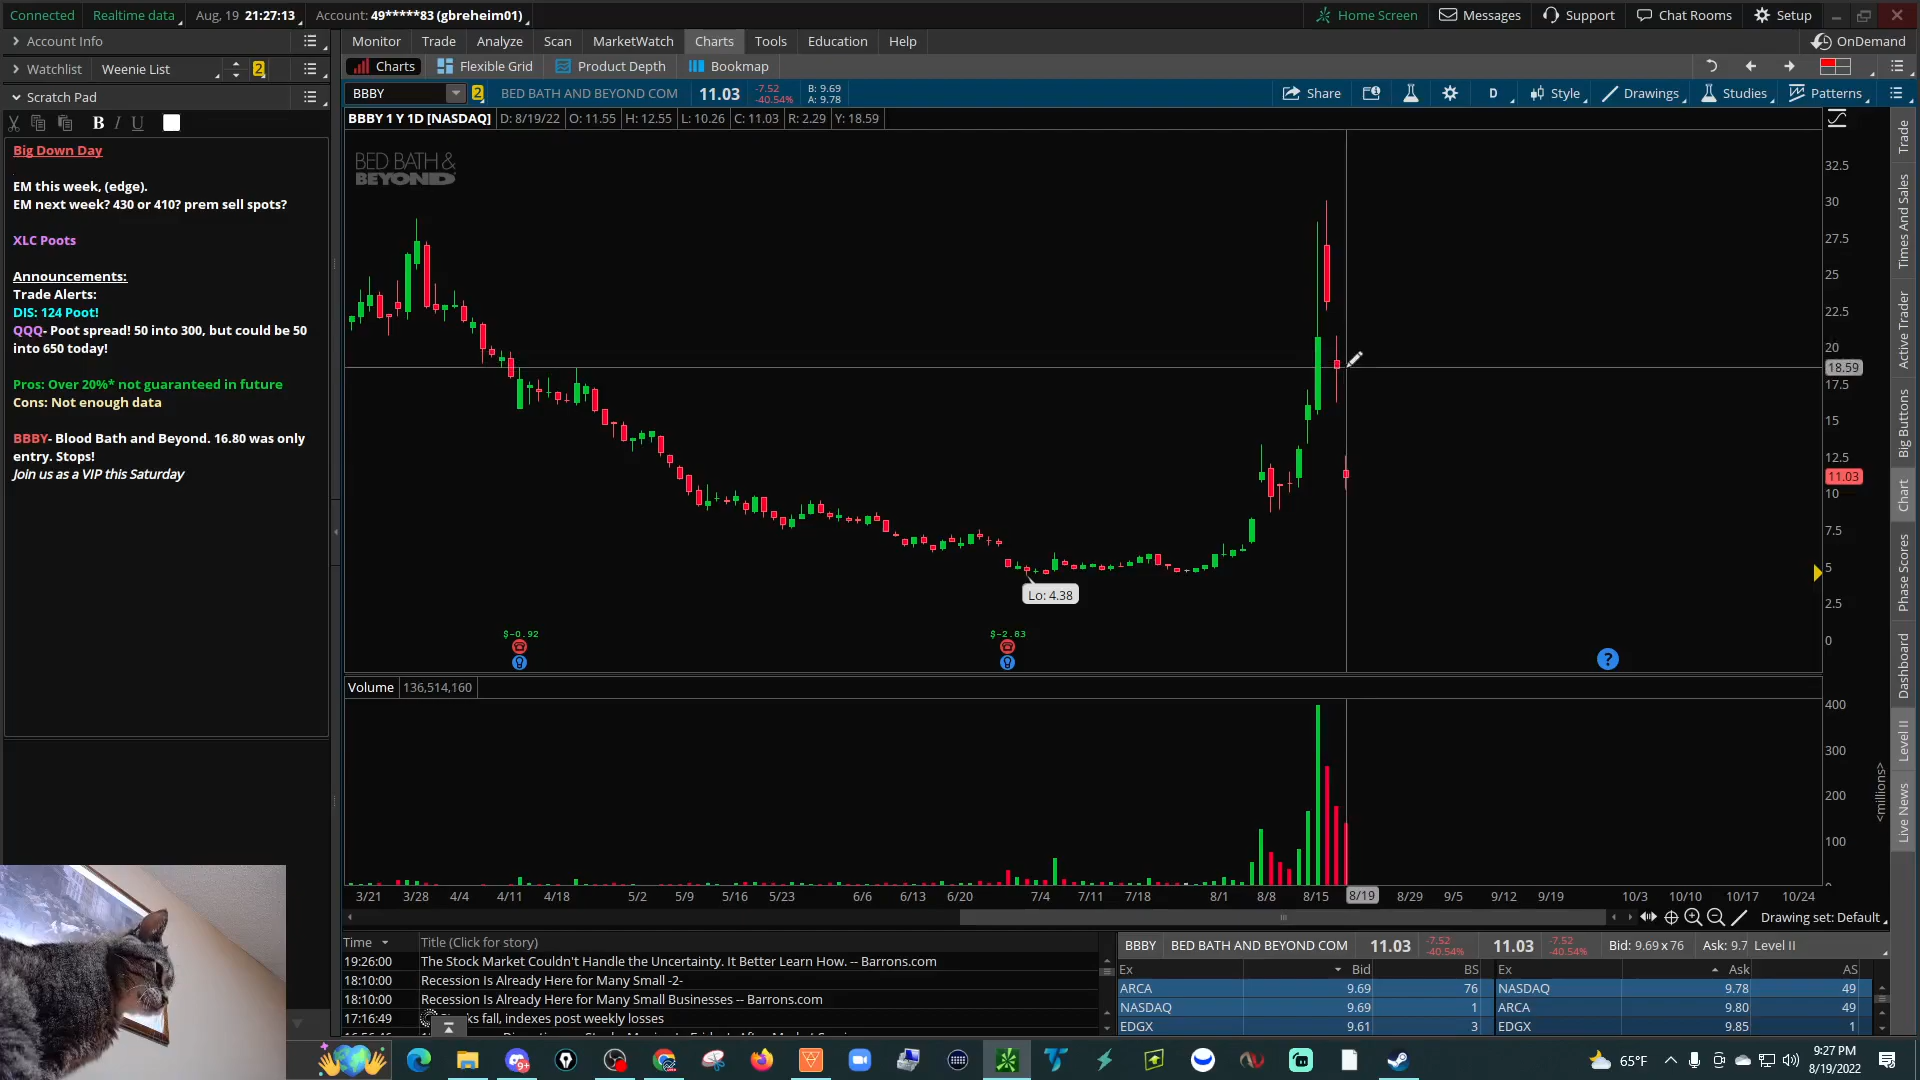 Connected Realtime data Aug, 19 21:27:13 Account: 49*****83 (gbreheim01) Home Screen Messages Support Chat Rooms Setup
Account Info
Monitor Trade Analyze Scan MarketWatch Charts Tools Education Help OnDemand
Watchlist Weenie List 2
Charts Flexible Grid Product Depth Bookmap
Scratch Pad
BBBY 2 BED BATH AND BEYOND COM 11.03 -7.52 -40.54% B: 9.69 A: 9.78 Share D Style Drawings Studies Patterns
B I U
BBBY 1 Y 1D [NASDAQ] D: 8/19/22 O: 11.55 H: 12.55 L: 10.26 C: 11.03 R: 2.29 Y: 18.59
Big Down Day
EM this week, (edge).
EM next week? 430 or 410? prem sell spots?
XLC Poots
Announcements:
Trade Alerts:
DIS: 124 Poot!
QQQ- Poot spread! 50 into 300, but could be 50
into 650 today!
Pros: Over 20%* not guaranteed in future
Cons: Not enough data
BBBY- Blood Bath and Beyond. 16.80 was only
entry. Stops!
Join us as a VIP this Saturday
BED BATH &
BEYOND
32.5
30
27.5
25
22.5
20
18.59
17.5
15
12.5
11.03
10
7.5
5
2.5
0
Lo: 4.38
$-0.92 $-2.83
?
Volume 136,514,160
400
300
200
100
<millions>
3/21 3/28 4/4 4/11 4/18 5/2 5/9 5/16 5/23 6/6 6/13 6/20 7/4 7/11 7/18 8/1 8/8 8/15 8/19 8/29 9/5 9/12 9/19 10/3 10/10 10/17 10/24
Drawing set: Default
Trade
Times And Sales
Active Trader
Big Buttons
Chart
Phase Scores
Dashboard
Level II
Live News
Time Title (Click for story)
19:26:00 The Stock Market Couldn't Handle the Uncertainty. It Better Learn How. -- Barrons.com
18:10:00 Recession Is Already Here for Many Small -2-
18:10:00 Recession Is Already Here for Many Small Businesses -- Barrons.com
17:16:49 fall, indexes post weekly losses
BBBY BED BATH AND BEYOND COM 11.03 -7.52 -40.54% 11.03 -7.52 -40.54% Bid: 9.69 x 76 Ask: 9.7 Level II
Ex Bid BS Ex Ask AS
ARCA 9.69 76 NASDAQ 9.78 49
NASDAQ 9.69 1 ARCA 9.80 49
EDGX 9.61 3 EDGX 9.85 1
9+
65°F
9:27 PM
8/19/2022